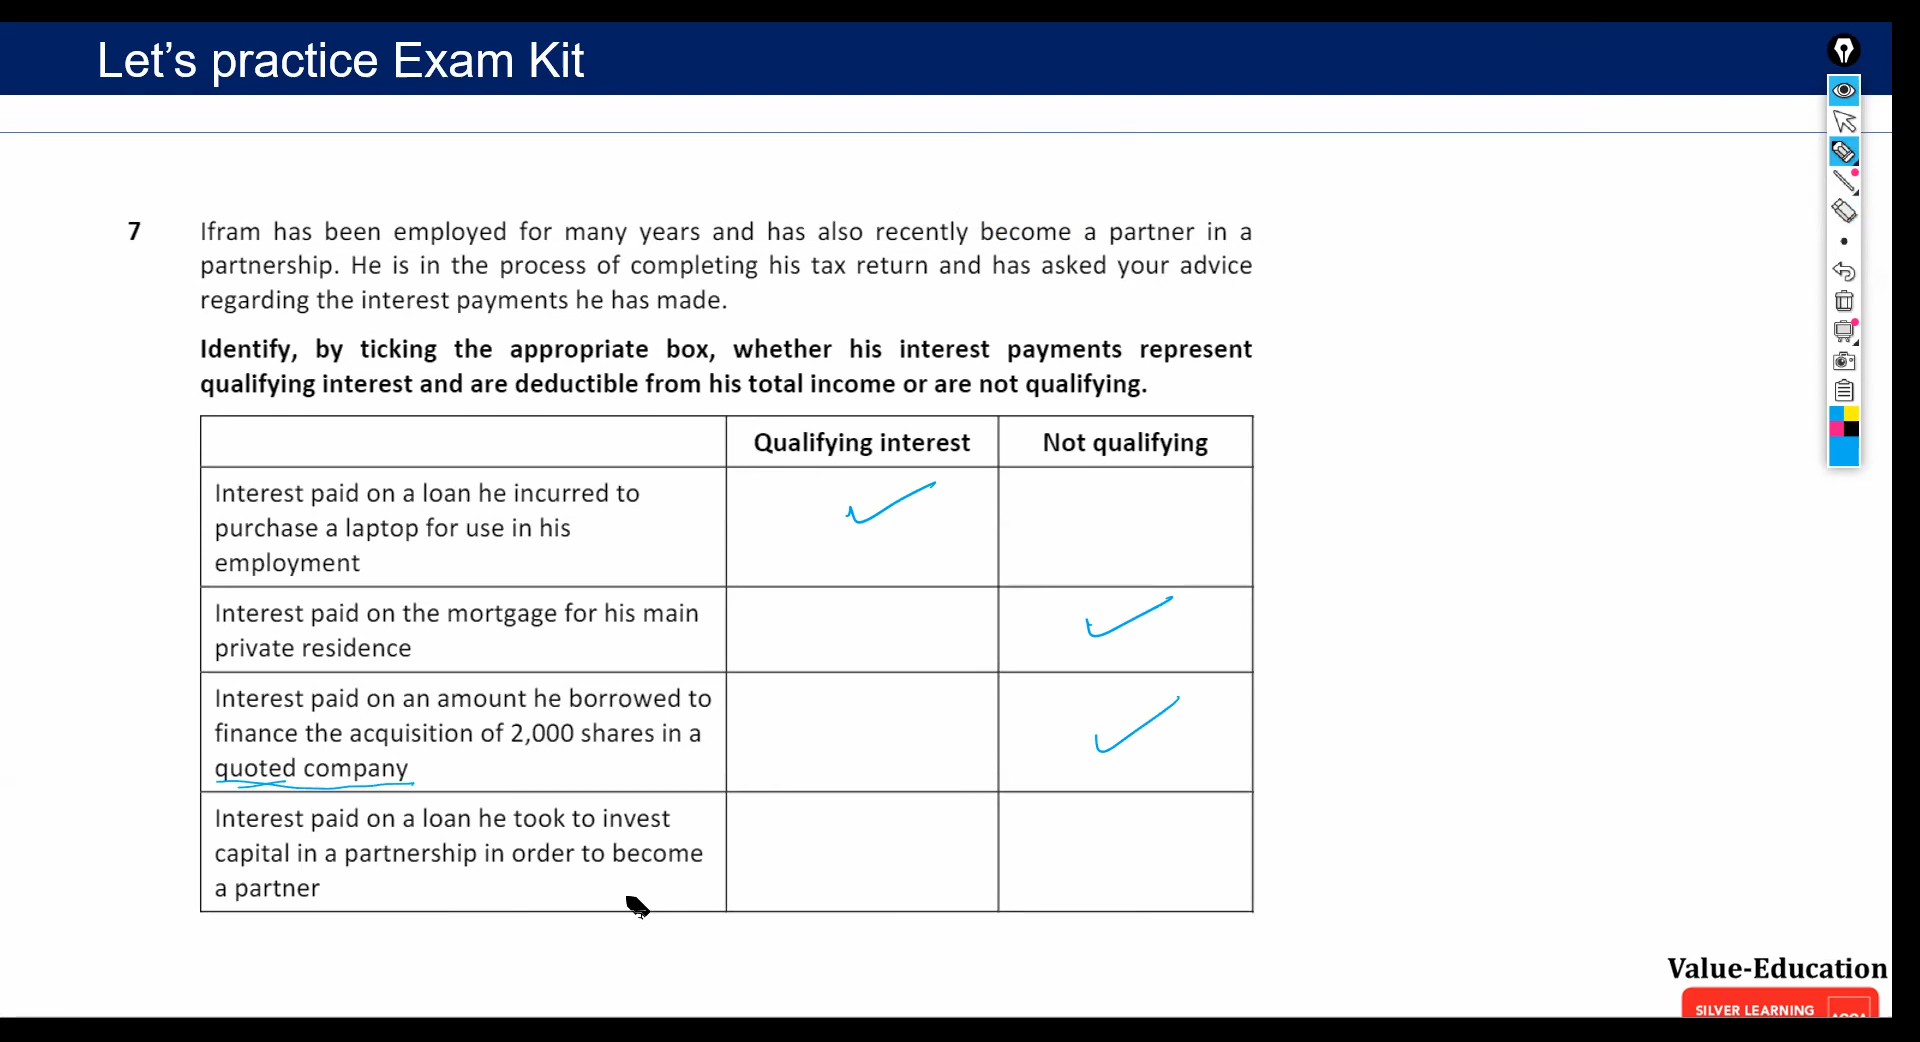 Let's practice Exam Kit
7 Ifram has been employed for many years and has also recently become a partner in a
partnership. He is in the process of completing his tax return and has asked your advice
regarding the interest payments he has made.
Identify, by ticking the appropriate box, whether his interest payments represent
qualifying interest and are deductible from his total income or are not qualifying.
Qualifying interest Not qualifying
Interest paid on a loan he incurred to
purchase a laptop for use in his
employment
Interest paid on the mortgage for his main
private residence
Interest paid on an amount he borrowed to
finance the acquisition of 2,000 shares in a
quoted company
Interest paid on a loan he took to invest
capital in a partnership in order to become
a partner
Value-Education
SILVER LEARNING